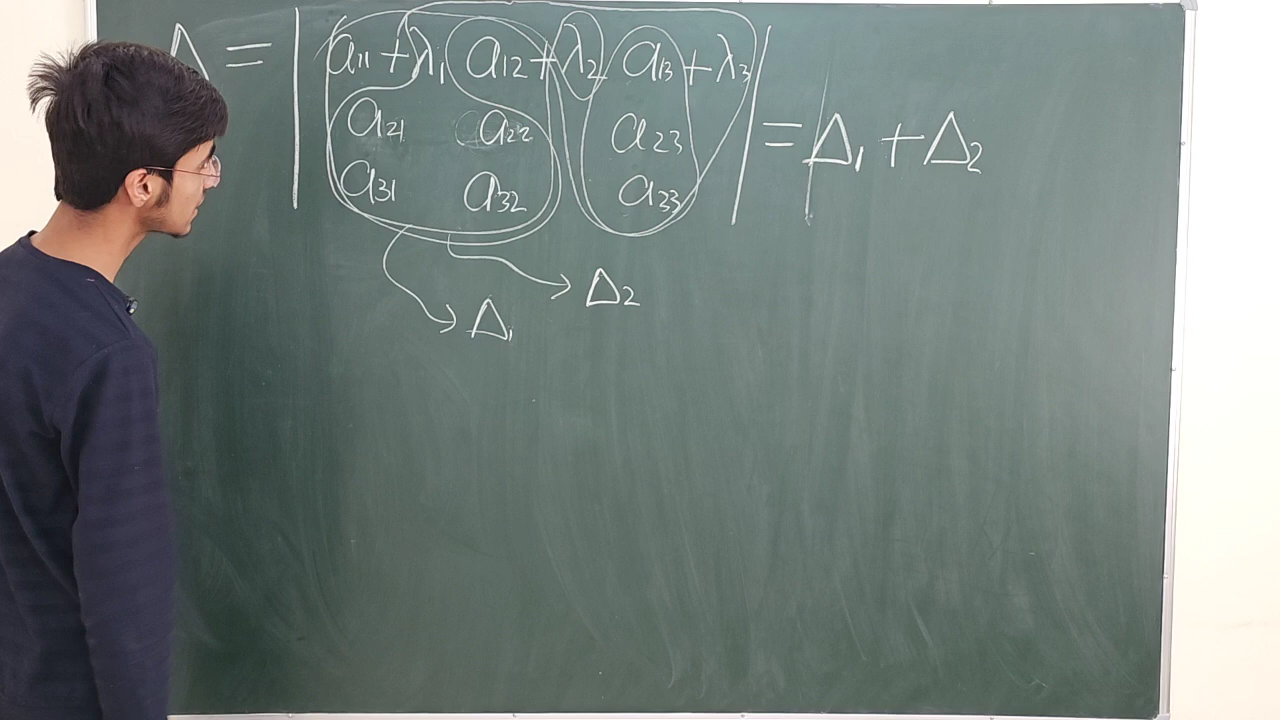 Δ = | a₁₁ + λ₁ a₁₂ + λ₂ a₁₃ + λ₃ |
a₂₁ a₂₂ a₂₃ = Δ₁ + Δ₂
a₃₁ a₃₂ a₃₃
Δ₂
Δ₁